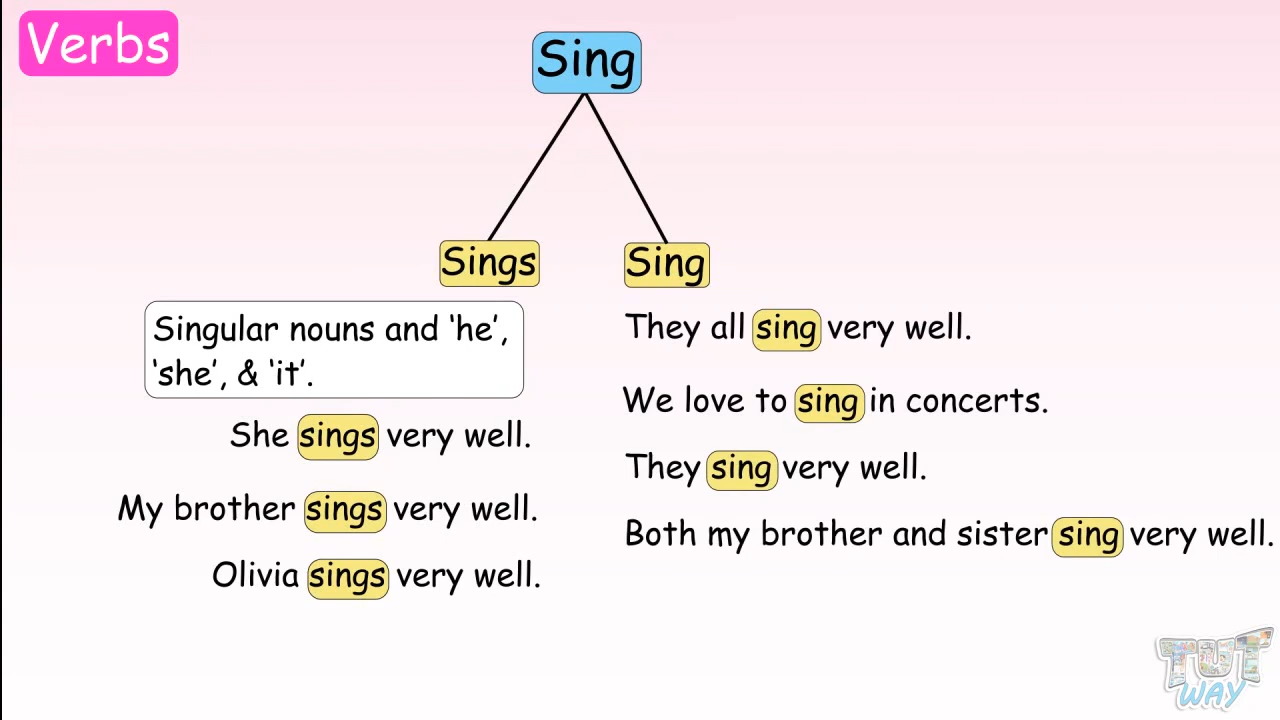 Verbs
Sing
Sings
Singular nouns and ‘he’,
‘she’, & ‘it’.
She sings very well.
My brother sings very well.
Olivia sings very well.
Sing
They all sing very well.
We love to sing in concerts.
They sing very well.
Both my brother and sister sing very well.
TUT
WAY